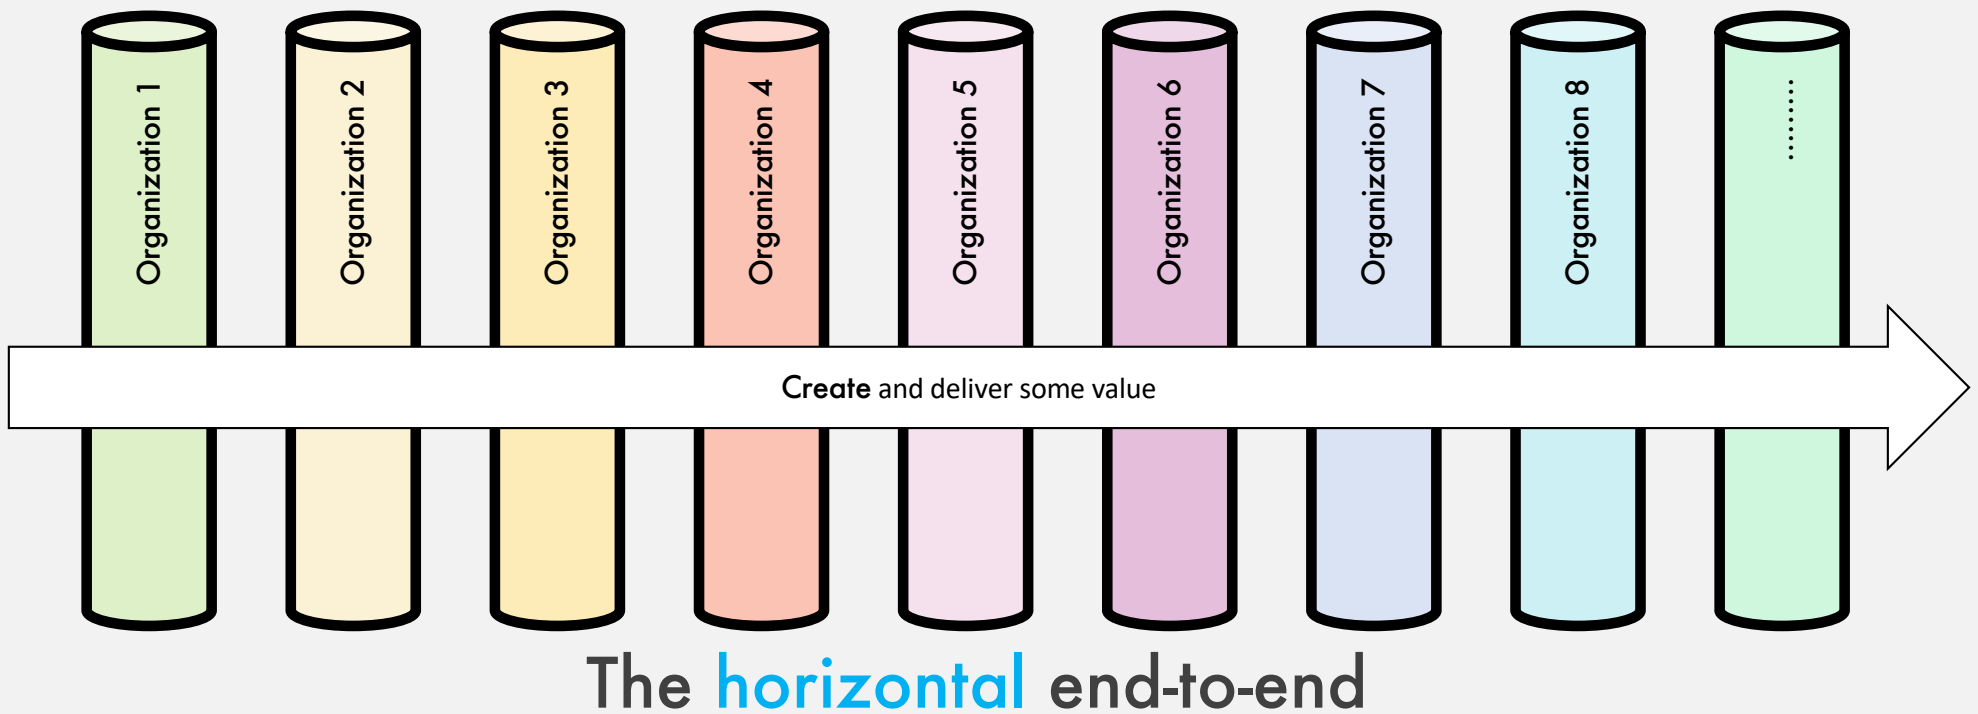 Organization 1
Organization 2
Organization 3
Organization 4
Organization 5
Organization 6
Organization 7
Organization 8
.........
Create and deliver some value
The horizontal end-to-end